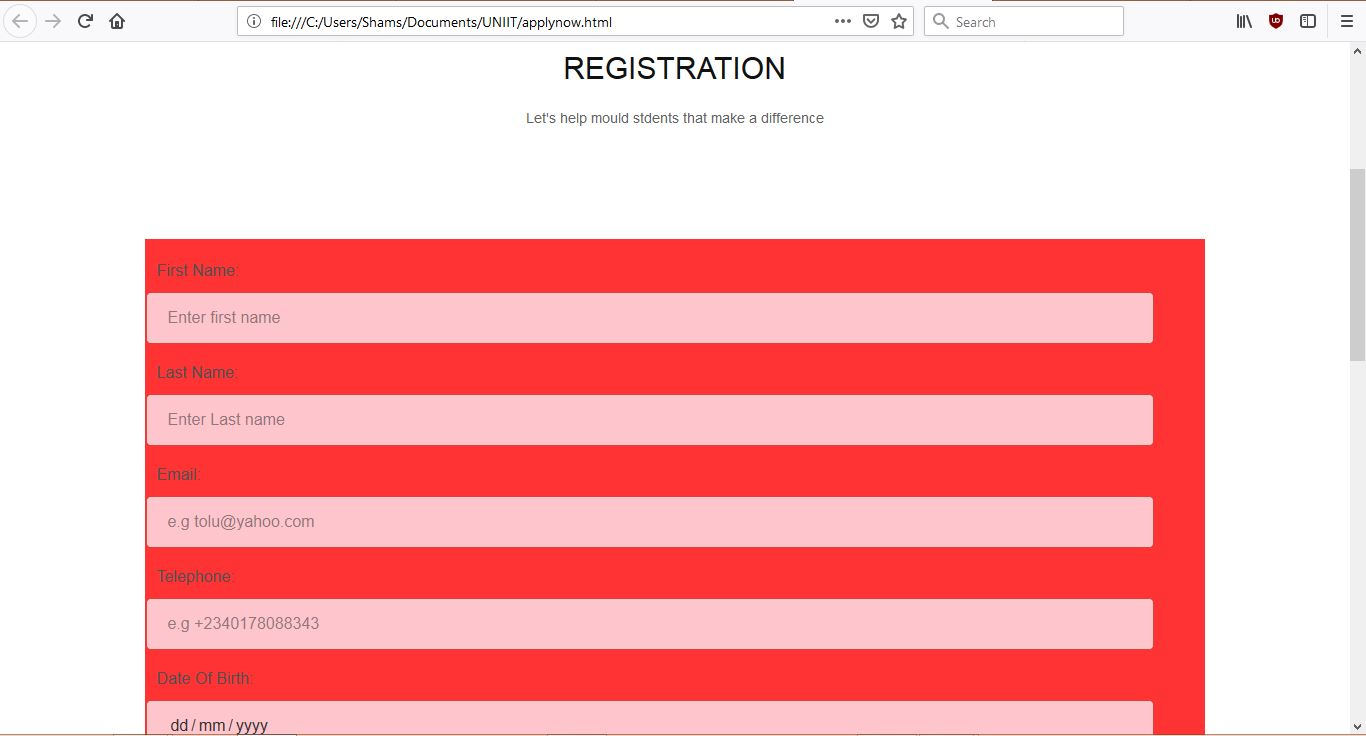 file:///C:/Users/Shams/Documents/UNIIT/applynow.html
Search
REGISTRATION
Let's help mould stdents that make a difference
First Name:
Enter first name
Last Name:
Enter Last name
Email:
e.g tolu@yahoo.com
Telephone:
e.g +2340178088343
Date Of Birth:
dd / mm / yyyy